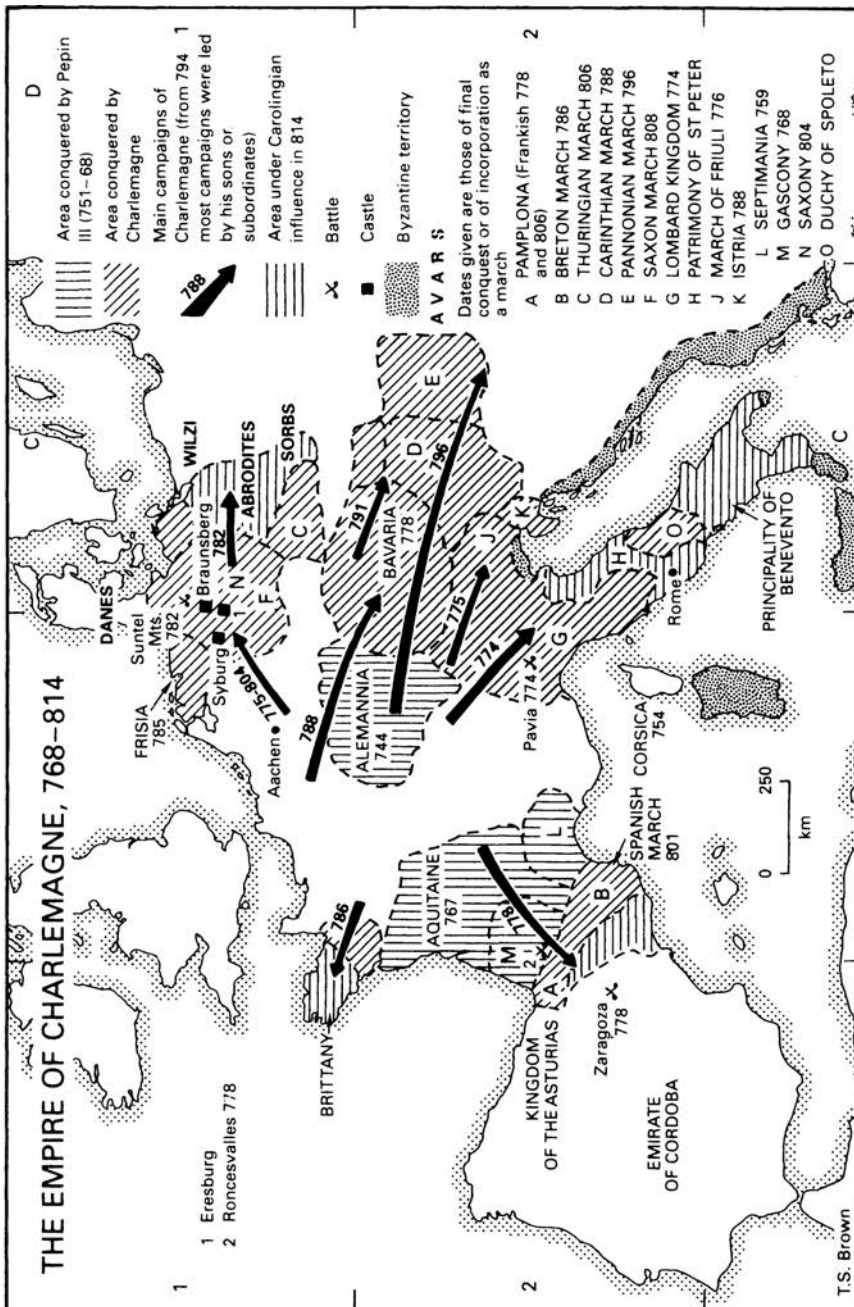 THE EMPIRE OF CHARLEMAGNE, 768–814
1 Eresburg
2 Roncesvalles 778
1
2
C
D
1
2
C
DANES
Suntel
Mts.
782
Braunsberg
782
WILZI
ABRODITES
SORBS
FRISIA
785
Syburg
1
N
F
C
Aachen
775-804
788
ALEMANNIA
744
BAVARIA
778
791
D
E
796
786
BRITTANY
AQUITAINE
767
M
2
778
L
A
B
KINGDOM
OF THE ASTURIAS
Zaragoza
778
EMIRATE
OF CORDOBA
SPANISH
MARCH
801
CORSICA
754
774
775
J
K
G
Pavia 774
H
O
Rome
PRINCIPALITY OF
BENEVENTO
0 250
km
Area conquered by Pepin
III (751–68)
Area conquered by
Charlemagne
788
Main campaigns of
Charlemagne (from 794
most campaigns were led
by his sons or
subordinates)
Area under Carolingian
influence in 814
Battle
Castle
Byzantine territory
AVARS
Dates given are those of final
conquest or of incorporation as
a march
A PAMPLONA (Frankish 778
and 806)
B BRETON MARCH 786
C THURINGIAN MARCH 806
D CARINTHIAN MARCH 788
E PANNONIAN MARCH 796
F SAXON MARCH 808
G LOMBARD KINGDOM 774
H PATRIMONY OF ST PETER
J MARCH OF FRIULI 776
K ISTRIA 788
L SEPTIMANIA 759
M GASCONY 768
N SAXONY 804
O DUCHY OF SPOLETO
T.S. Brown